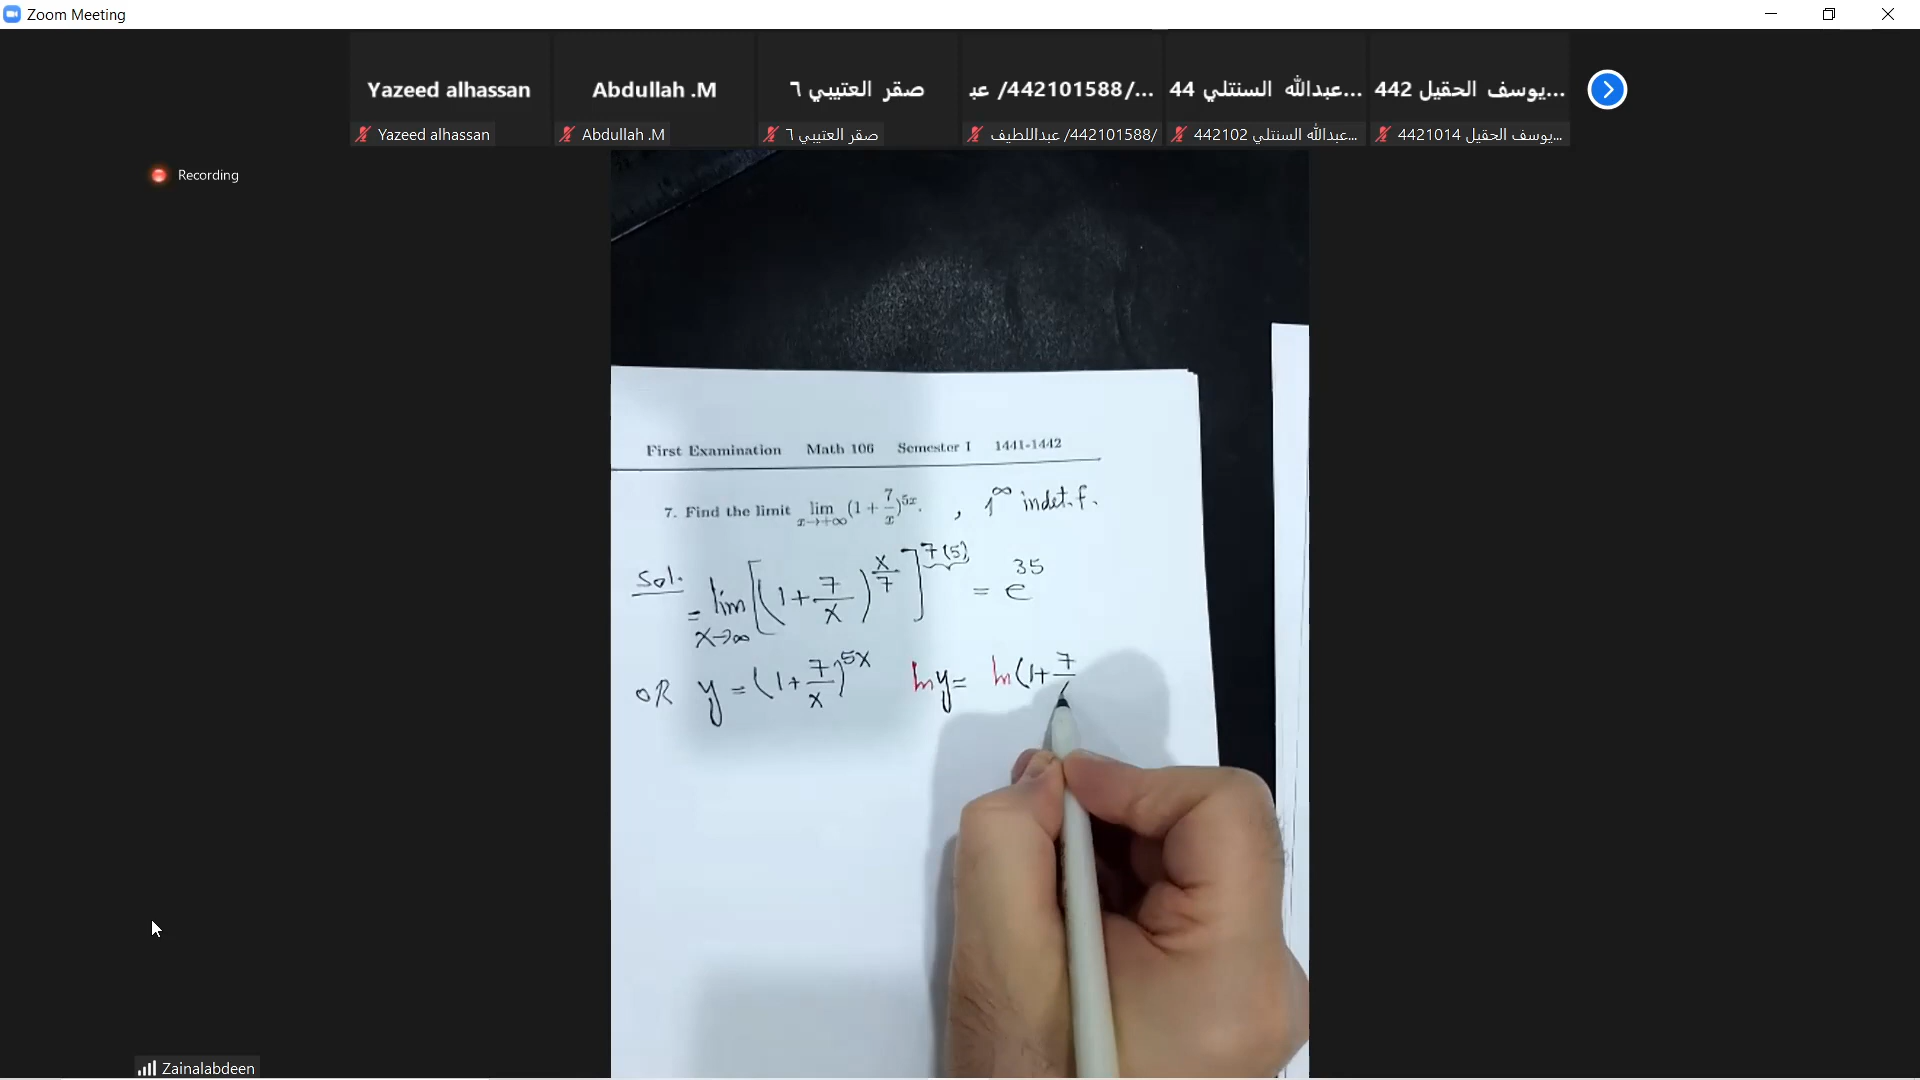 Zoom Meeting
Yazeed alhassan
Abdullah .M
صقر العتيبي ٦
عب /442101588/...
عبدالله السنتلي 44...
يوسف الحقيل 442...
Yazeed alhassan
Abdullah .M
صقر العتيبي ٦
عبداللطيف /442101588/
عبدالله السنتلي 442102...
يوسف الحقيل 4421014...
Recording
First Examination Math 106 Semester I 1441-1442
7. Find the limit lim x→+∞ (1 + 7/x)^5x. , 1^∞ indet. f.
Sol. = lim x→∞ [(1 + 7/x)^x/7]^7(5) = e^35
OR y = (1 + 7/x)^5x ln y = ln (1 + 7/
Zainalabdeen